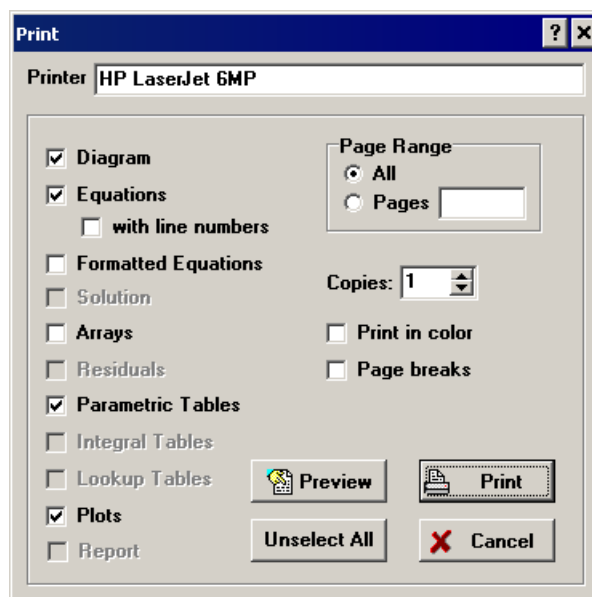 Print
Printer HP LaserJet 6MP
Diagram
Equations
with line numbers
Formatted Equations
Solution
Arrays
Residuals
Parametric Tables
Integral Tables
Lookup Tables
Plots
Report
Page Range
All
Pages
Copies: 1
Print in color
Page breaks
Preview
Print
Unselect All
Cancel